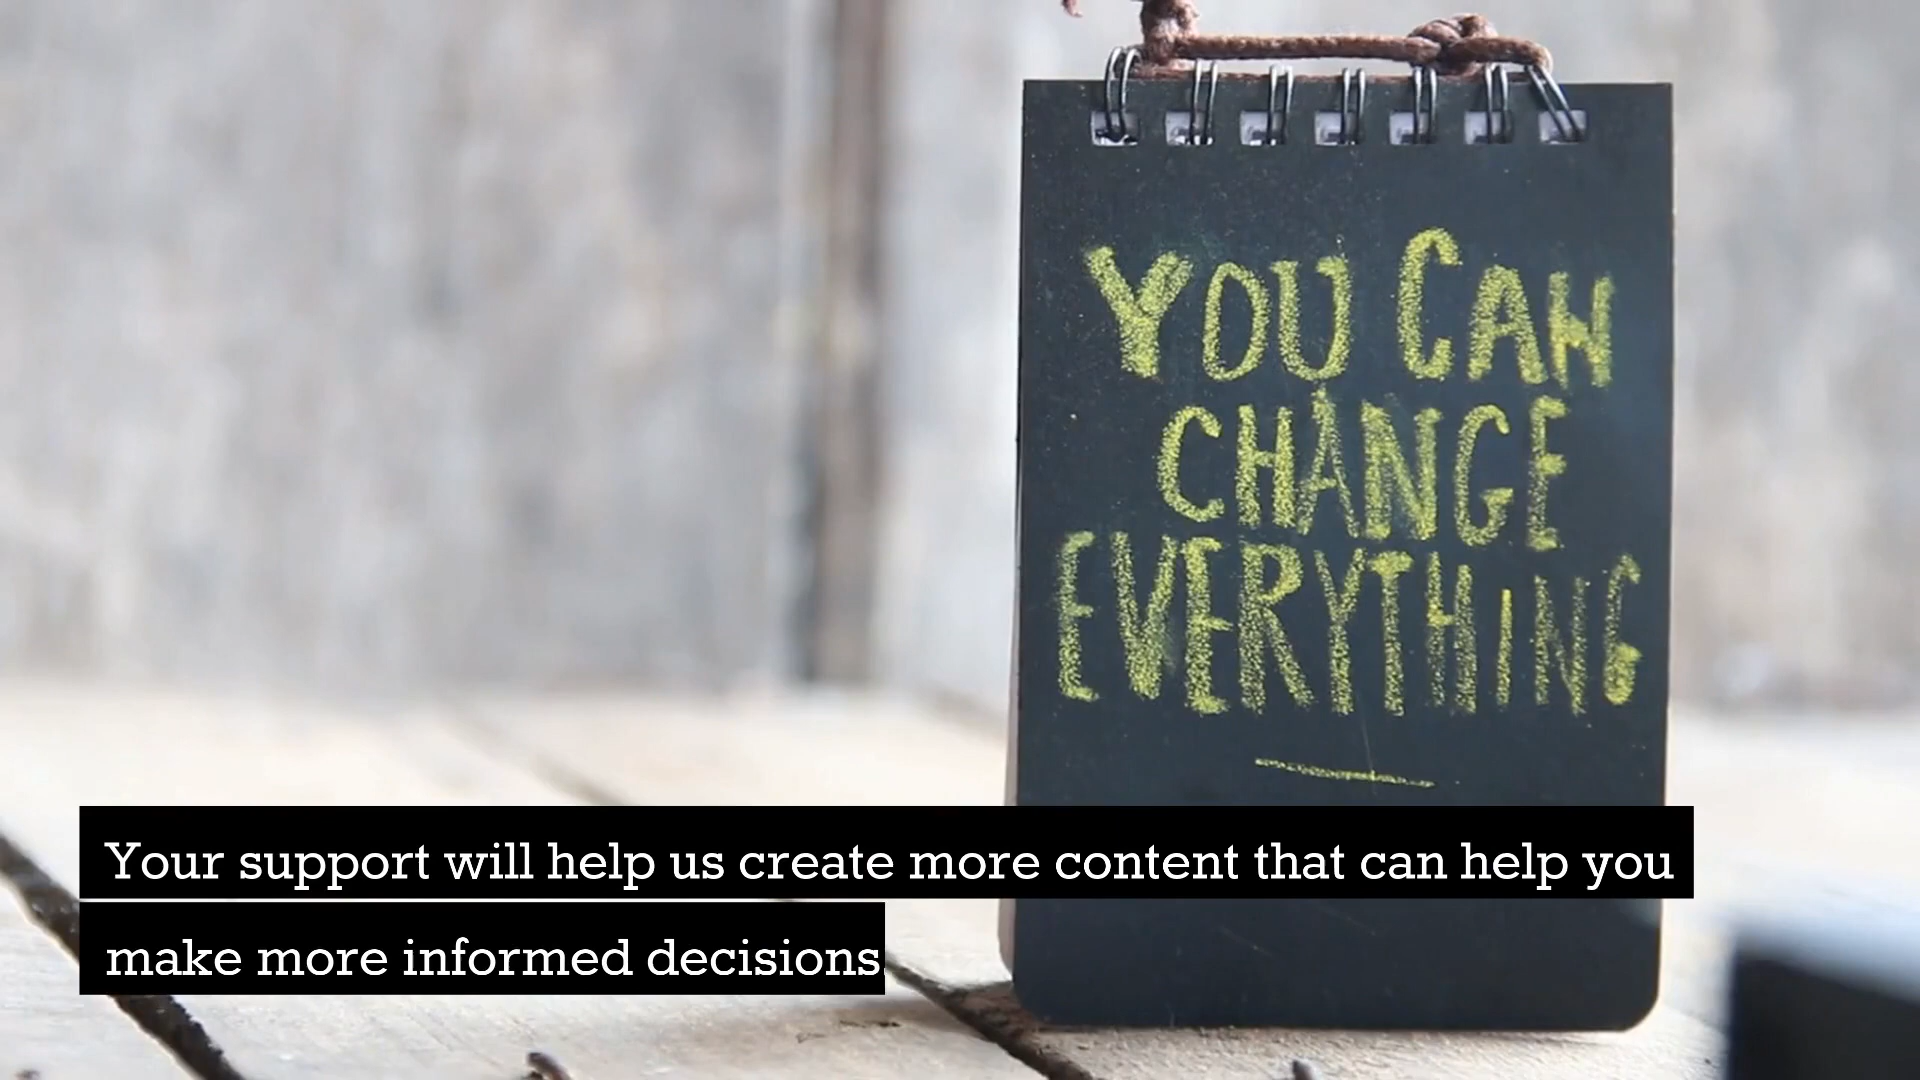 YOU CAN
CHANGE
EVERYTHING
Your support will help us create more content that can help you
make more informed decisions.